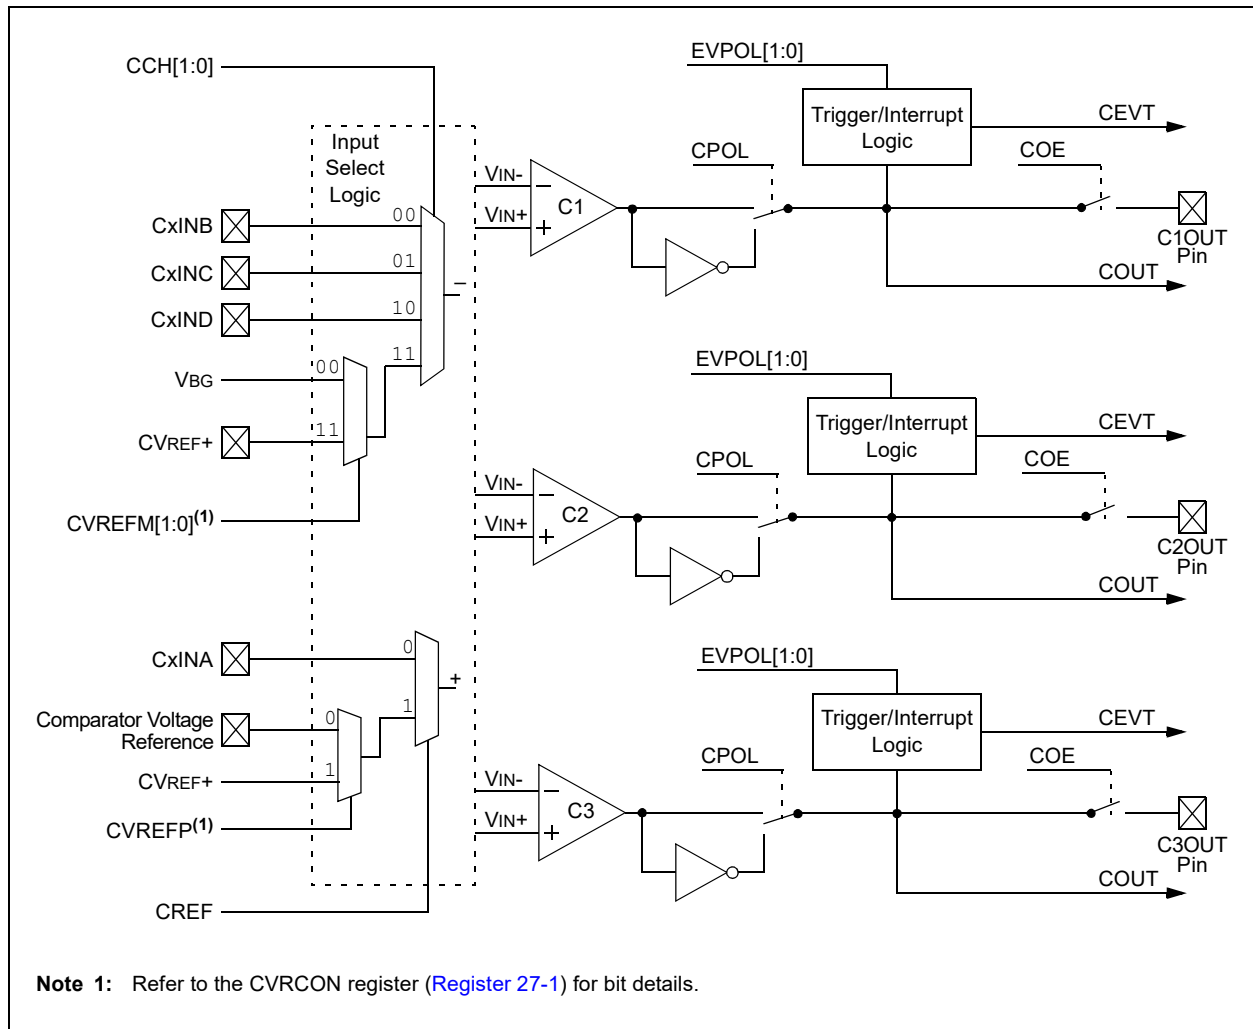 CCH[1:0]
Input
Select
Logic
CxINB
00
CxINC
01
CxIND
10
11
VBG
00
CVREF+
11
CVREFM[1:0](1)
–
CxINA
0
1
+
Comparator Voltage
Reference
0
CVREF+
1
CVREFP(1)
CREF
EVPOL[1:0]
Trigger/Interrupt
Logic
CEVT
CPOL
COE
VIN-
VIN+
–
+
C1
C1OUT
Pin
COUT
EVPOL[1:0]
Trigger/Interrupt
Logic
CEVT
CPOL
COE
VIN-
VIN+
–
+
C2
C2OUT
Pin
COUT
EVPOL[1:0]
Trigger/Interrupt
Logic
CEVT
CPOL
COE
VIN-
VIN+
–
+
C3
C3OUT
Pin
COUT
Note 1: Refer to the CVRCON register (Register 27-1) for bit details.